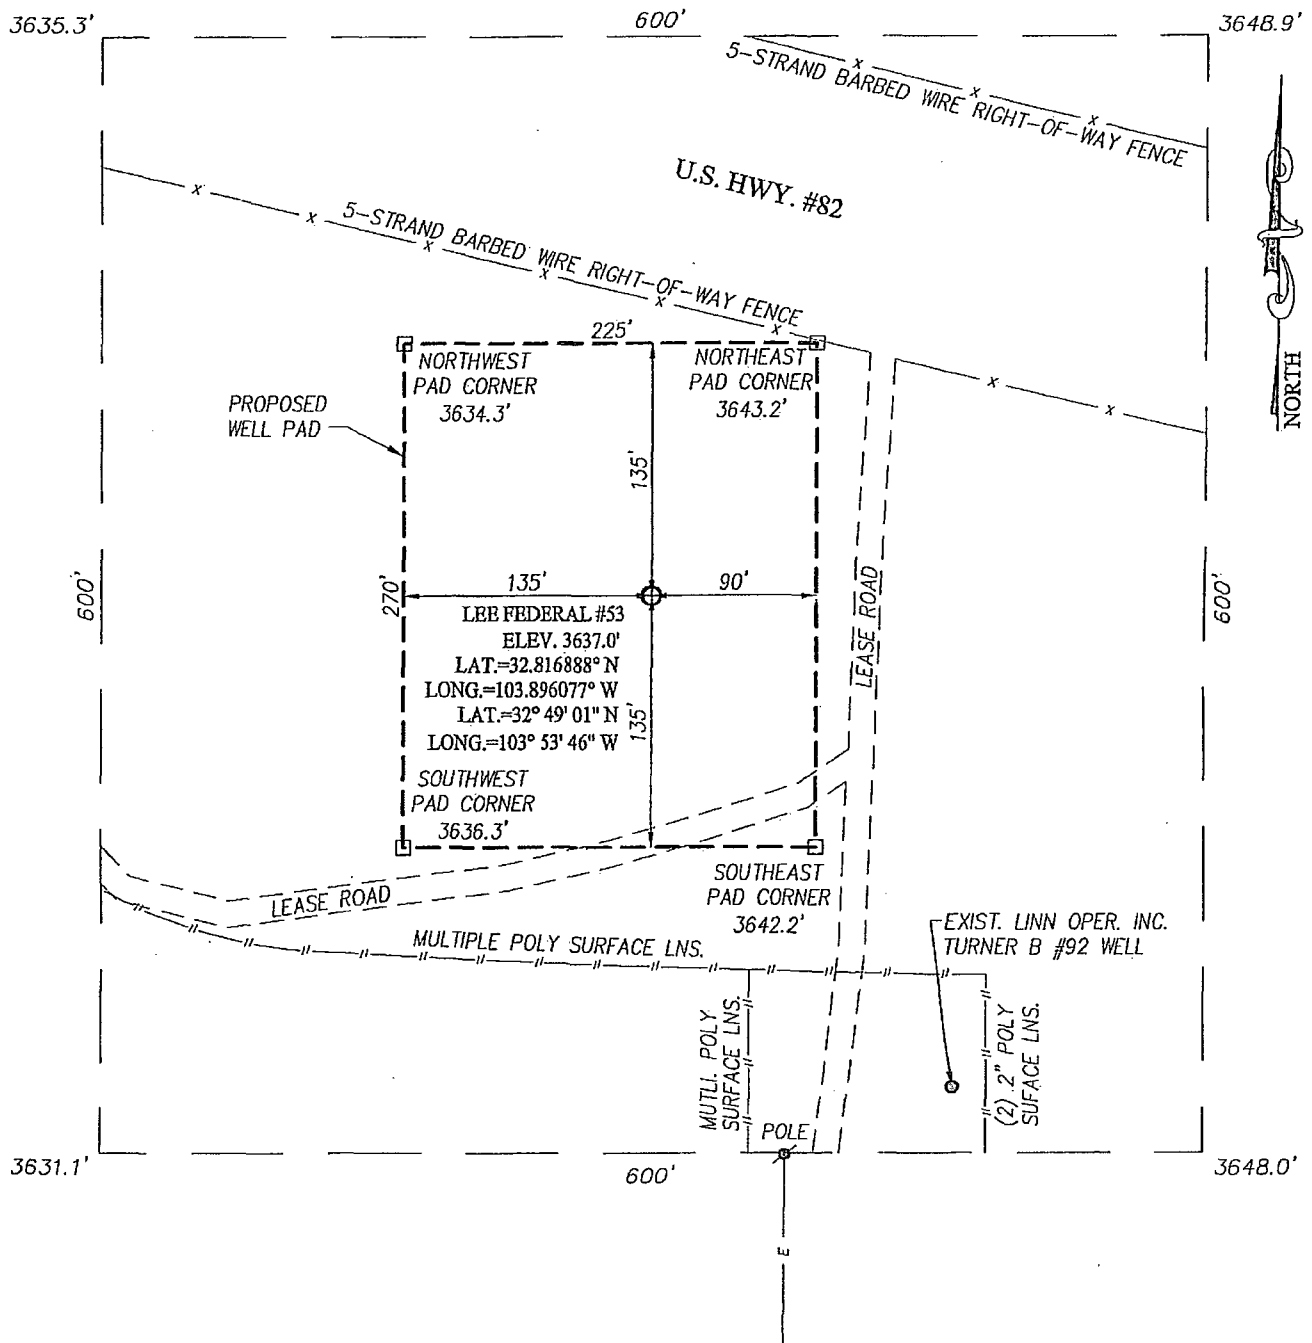 3635.3'
600'
3648.9'
5-STRAND BARBED WIRE RIGHT-OF-WAY FENCE
U.S. HWY. #82
5-STRAND BARBED WIRE RIGHT-OF-WAY FENCE
NORTH
225'
NORTHWEST
PAD CORNER
3634.3'
NORTHEAST
PAD CORNER
3643.2'
PROPOSED
WELL PAD
135'
600'
270'
135'
90'
LEASE ROAD
600'
LEE FEDERAL #53
ELEV. 3637.0'
LAT.=32.816888° N
LONG.=103.896077° W
LAT.=32° 49' 01" N
LONG.=103° 53' 46" W
135'
SOUTHWEST
PAD CORNER
3636.3'
SOUTHEAST
PAD CORNER
3642.2'
LEASE ROAD
MULTIPLE POLY SURFACE LNS.
EXIST. LINN OPER. INC.
TURNER B #92 WELL
MUTLI. POLY
SURFACE LNS.
(2) 2" POLY
SUFACE LNS.
POLE
3631.1'
600'
3648.0'
E